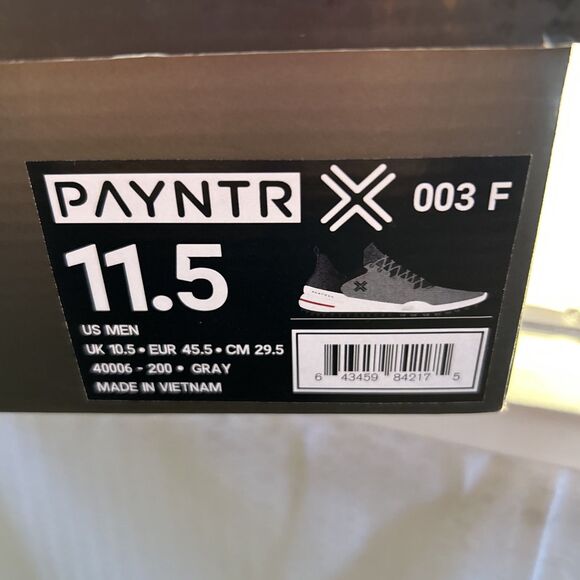 PAYNTR X 003 F
11.5
US MEN
UK 10.5 • EUR 45.5 • CM 29.5
40006 - 200 • GRAY
MADE IN VIETNAM
6 43459 84217 5